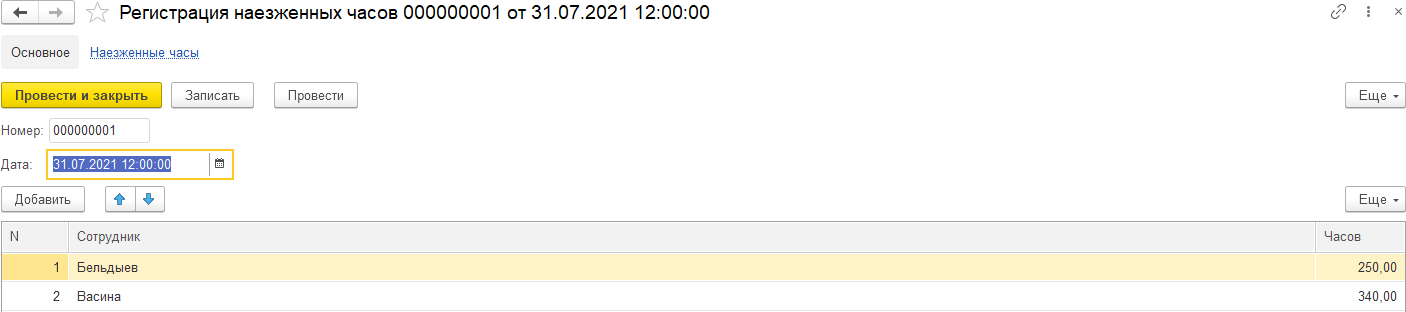 Регистрация наезженных часов 000000001 от 31.07.2021 12:00:00
Основное Наезженные часы
Провести и закрыть Записать Провести Еще
Номер: 000000001
Дата: 31.07.2021 12:00:00
Добавить Еще
N Сотрудник Часов
1 Бельдыев 250,00
2 Васина 340,00